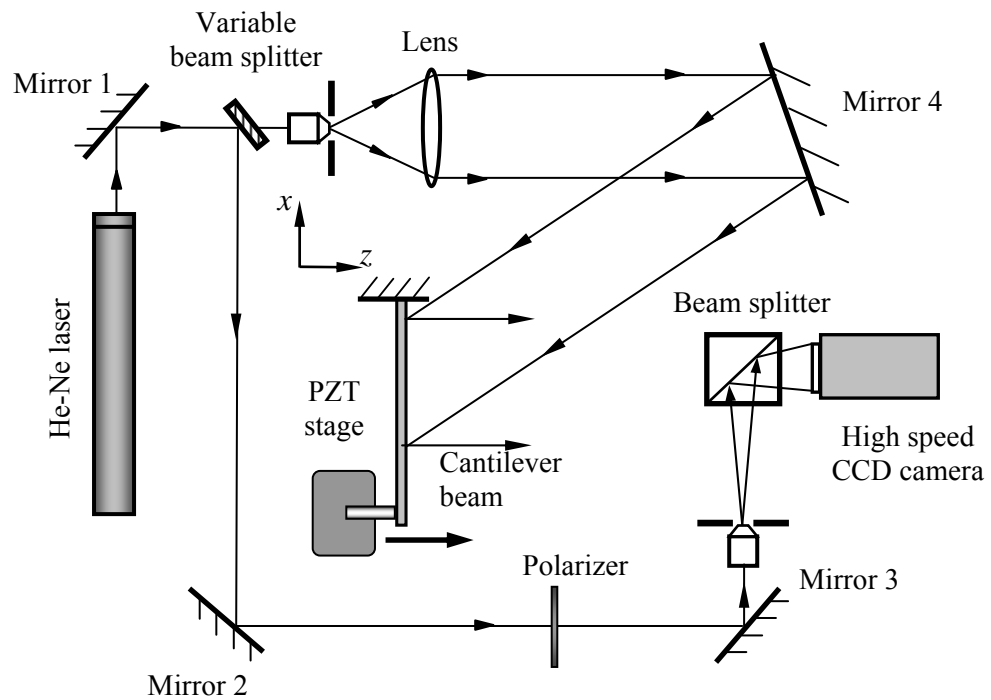 Variable
beam splitter
Lens
Mirror 1
Mirror 4
x
z
He-Ne laser
Beam
splitter
PZT
stage
Cantilever
beam
High speed
CCD camera
Polarizer
Mirror 3
Mirror 2